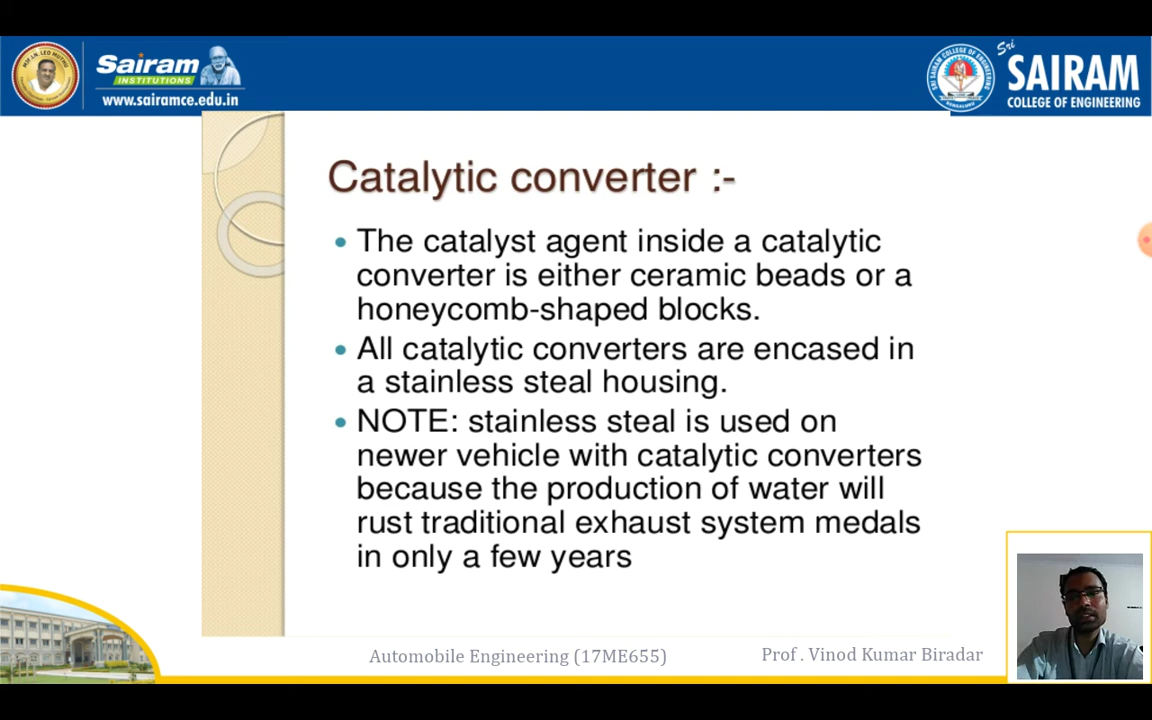 Sairam
INSTITUTIONS
www.sairamce.edu.in
Sri
SAIRAM
COLLEGE OF ENGINEERING
Catalytic converter :-
• The catalyst agent inside a catalytic
converter is either ceramic beads or a
honeycomb-shaped blocks.
• All catalytic converters are encased in
a stainless steal housing.
• NOTE: stainless steal is used on
newer vehicle with catalytic converters
because the production of water will
rust traditional exhaust system medals
in only a few years
Automobile Engineering (17ME655)
Prof . Vinod Kumar Biradar